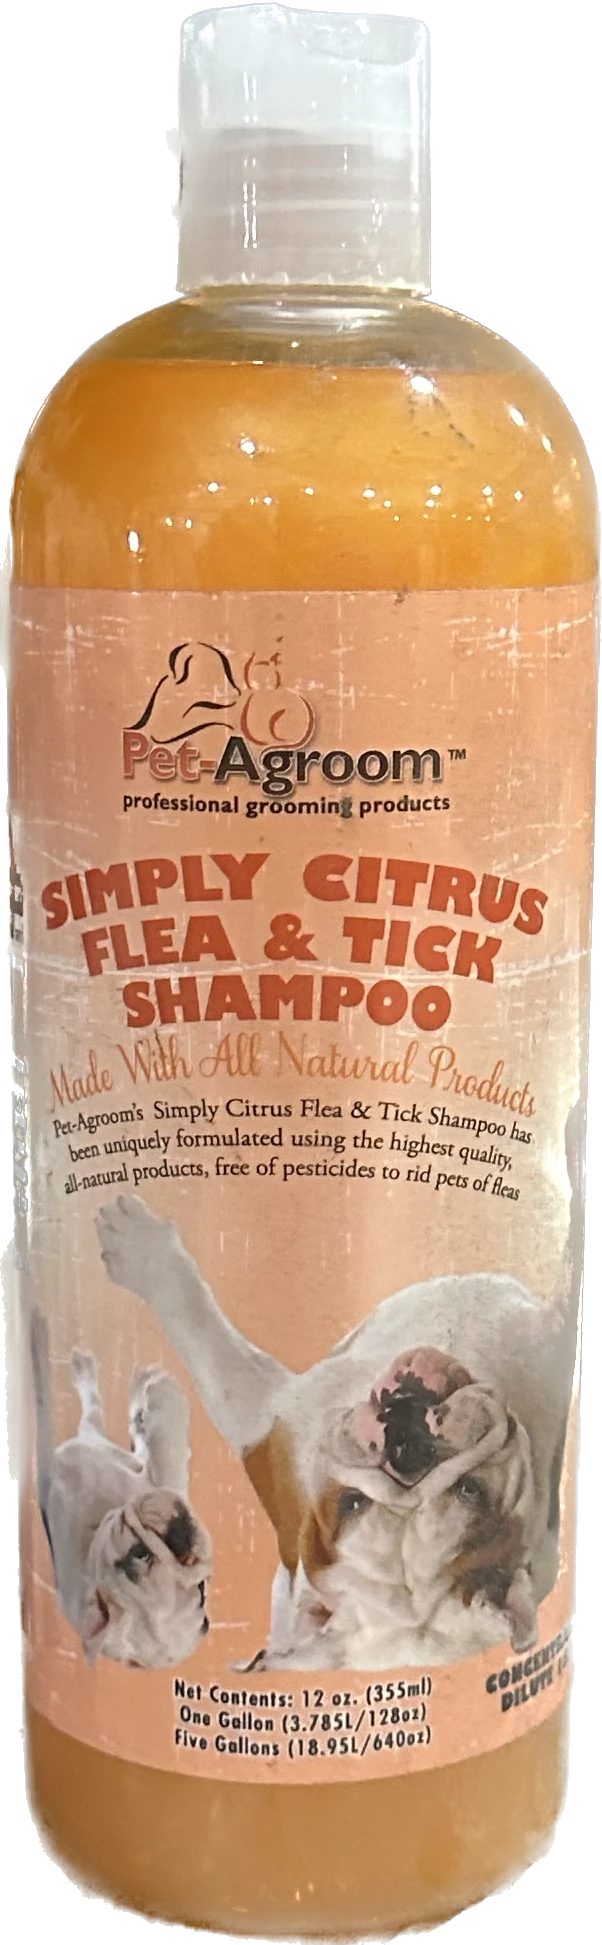 Pet-Agroom™
professional grooming products
SIMPLY CITRUS
FLEA & TICK
SHAMPOO
Made With All Natural Products
Pet-Agroom's Simply Citrus Flea & Tick Shampoo has
been uniquely formulated using the highest quality,
all-natural products, free of pesticides to rid pets of fleas
Net Contents: 12 oz. (355ml)
One Gallon (3.785L/128oz)
Five Gallons (18.95L/640oz)
DILUTE